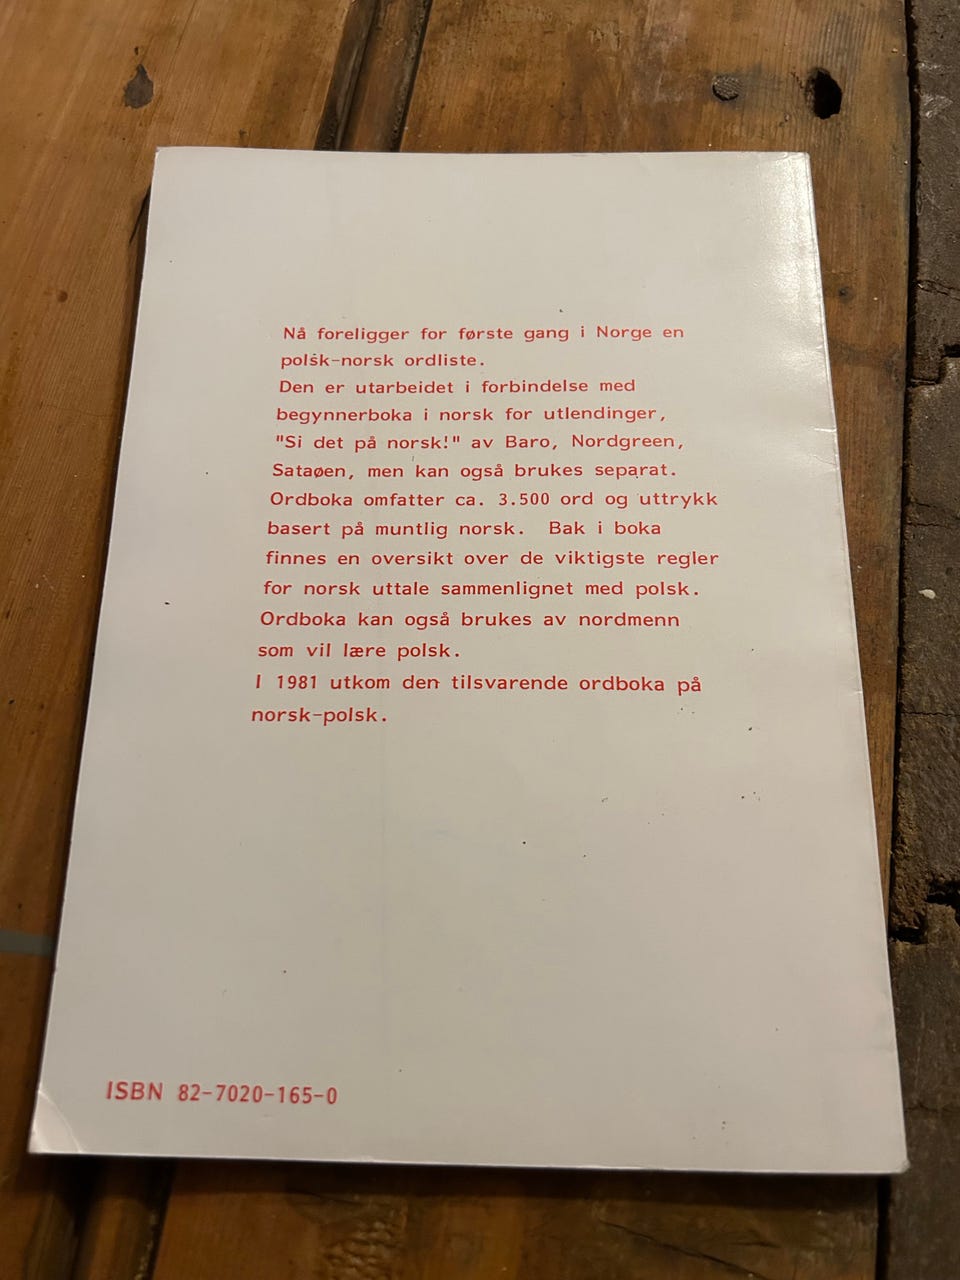 Nå foreligger for første gang i Norge en
polsk-norsk ordliste.
Den er utarbeidet i forbindelse med
begynnerboka i norsk for utlendinger,
"Si det på norsk!" av Baro, Nordgreen,
Sataøen, men kan også brukes separat.
Ordboka omfatter ca. 3.500 ord og uttrykk
basert på muntlig norsk. Bak i boka
finnes en oversikt over de viktigste regler
for norsk uttale sammenlignet med polsk.
Ordboka kan også brukes av nordmenn
som vil lære polsk.
I 1981 utkom den tilsvarende ordboka på
norsk-polsk.
ISBN 82-7020-165-0